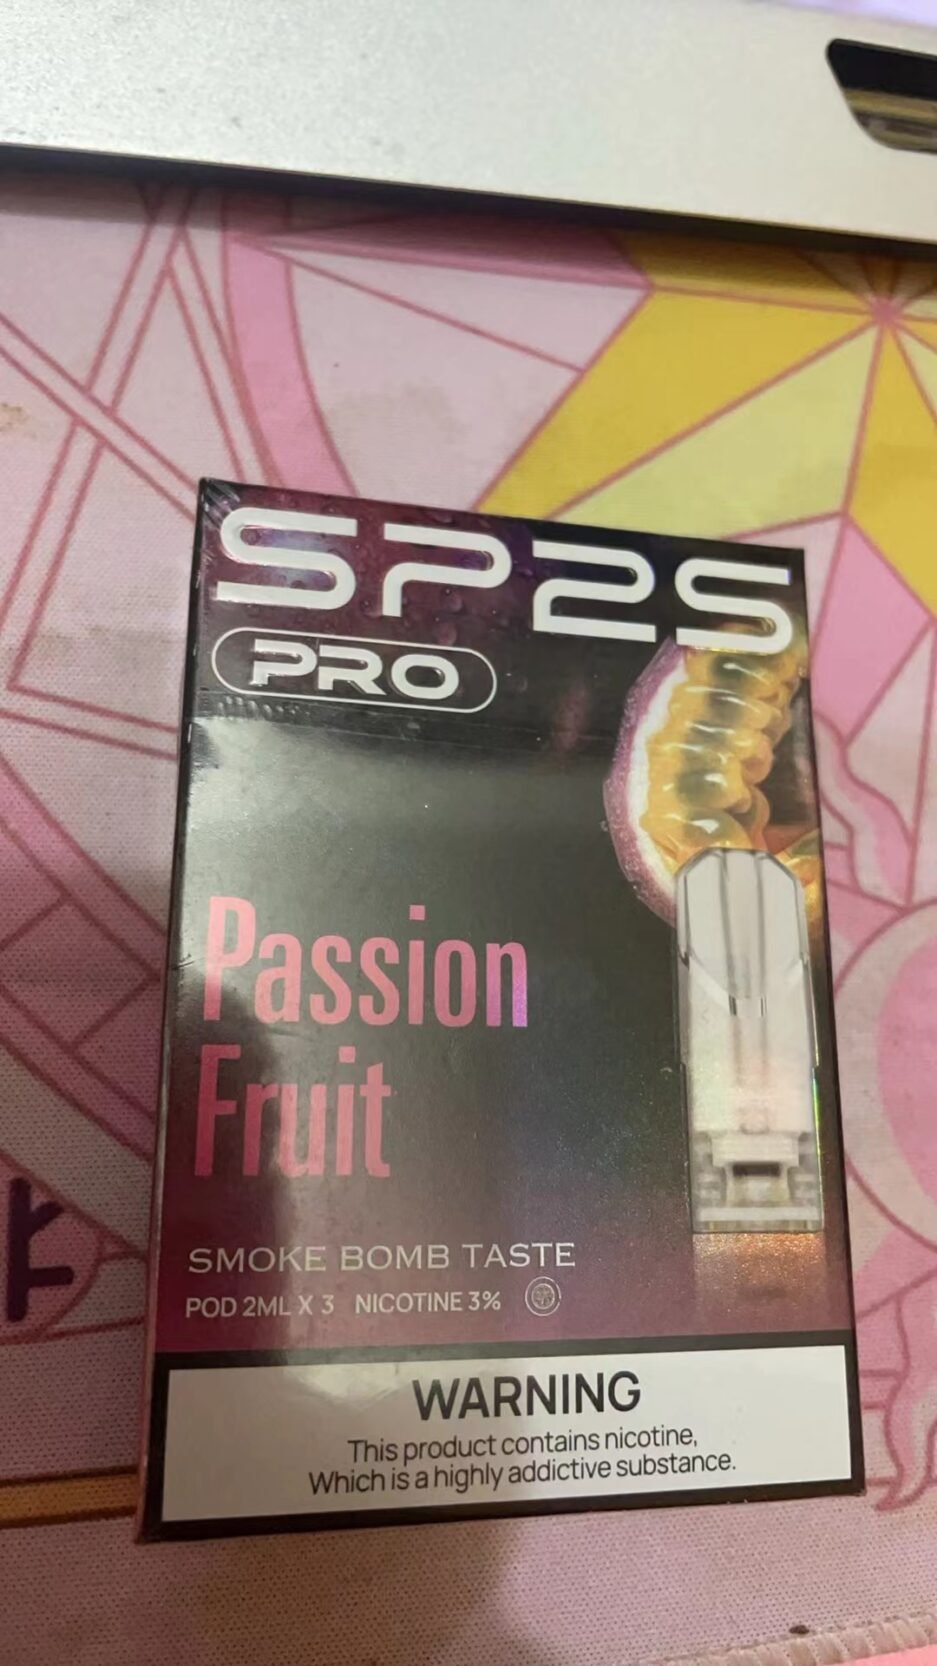 SP2S
PRO
Passion
Fruit
SMOKE BOMB TASTE
POD 2ML X 3 NICOTINE 3%
WARNING
This product contains nicotine,
Which is a highly addictive substance.